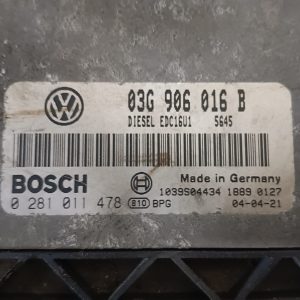 03G 906 016 B
DIESEL EDC16U1 5645
Made in Germany
BOSCH
1039S04434 1889 0127
0 281 011 478 810 BPG 04-04-21